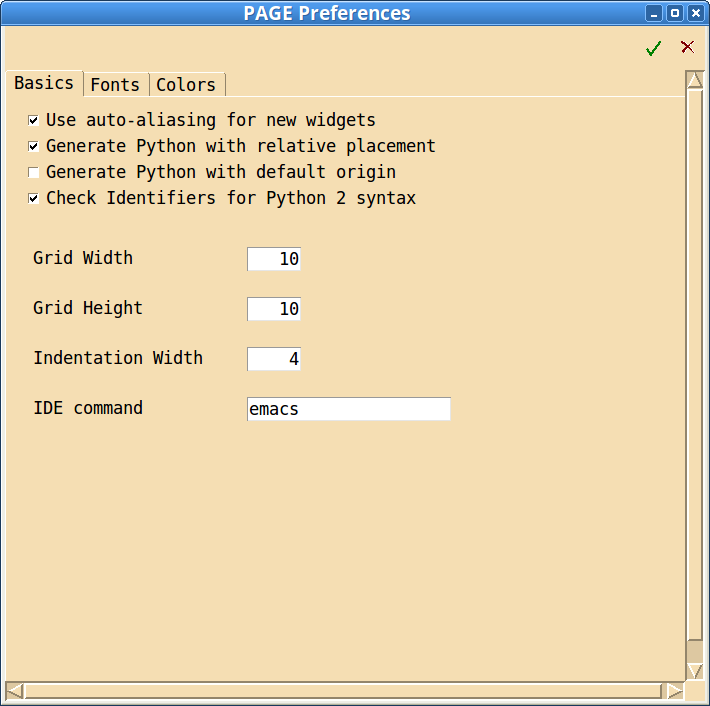 PAGE Preferences
Basics Fonts Colors
Use auto-aliasing for new widgets
Generate Python with relative placement
Generate Python with default origin
Check Identifiers for Python 2 syntax
Grid Width 10
Grid Height 10
Indentation Width 4
IDE command emacs